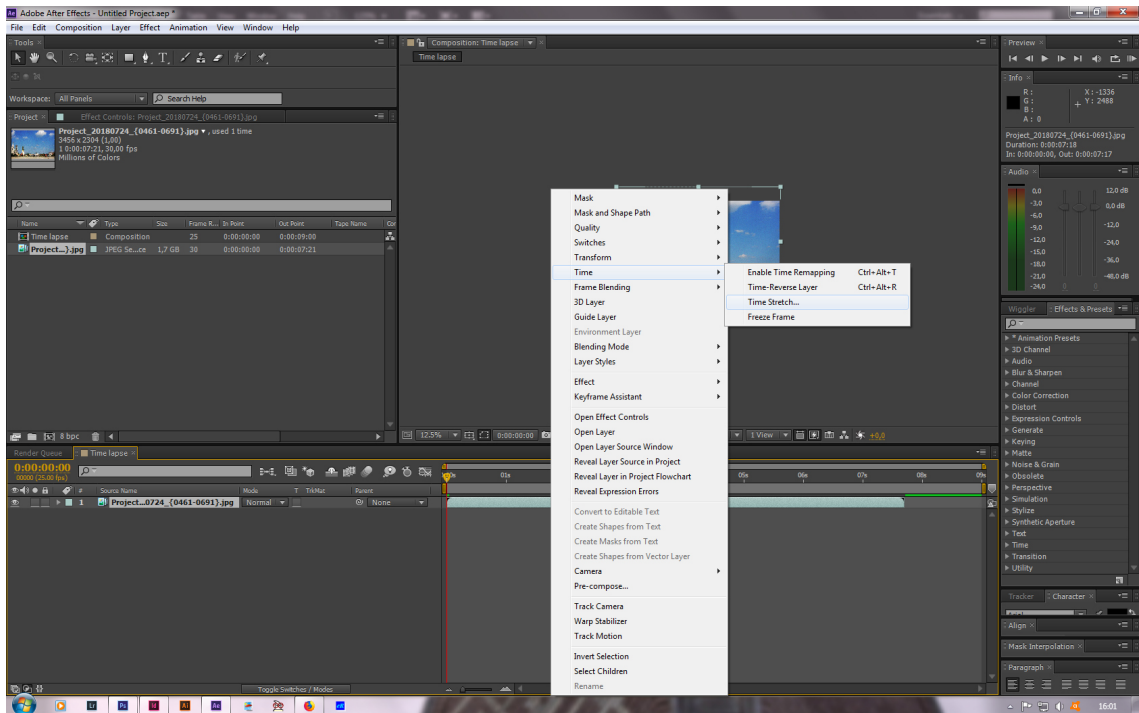 Adobe After Effects - Untitled Project.aep *
File Edit Composition Layer Effect Animation View Window Help
Tools
Workspace: All Panels
Search Help
Project
Effect Controls: Project_20180724_{0461-0691}.jpg
Project_20180724_{0461-0691}.jpg ▾, used 1 time
3456 x 2304 (1,00)
1 0:00:07:21, 30,00 fps
Millions of Colors
Name Type Size Frame R... In Point Out Point Tape Name
Time lapse Composition 25 0:00:00:00 0:00:09:00
Project...}.jpg JPEG Se...ce 1,7 GB 30 0:00:00:00 0:00:07:21
8 bpc
Composition: Time lapse
Time lapse
12.5%
0:00:00:00
1 View
+0,0
Mask
Mask and Shape Path
Quality
Switches
Transform
Time
Frame Blending
3D Layer
Guide Layer
Environment Layer
Blending Mode
Layer Styles
Effect
Keyframe Assistant
Open Effect Controls
Open Layer
Open Layer Source Window
Reveal Layer Source in Project
Reveal Layer in Project Flowchart
Reveal Expression Errors
Convert to Editable Text
Create Shapes from Text
Create Masks from Text
Create Shapes from Vector Layer
Camera
Pre-compose...
Track Camera
Warp Stabilizer
Track Motion
Invert Selection
Select Children
Rename
Enable Time Remapping Ctrl+Alt+T
Time-Reverse Layer Ctrl+Alt+R
Time Stretch...
Freeze Frame
Preview
Info
R: X: -1336
G: Y: 2488
B:
A: 0
Project_20180724_{0461-0691}.jpg
Duration: 0:00:07:18
In: 0:00:00:00, Out: 0:00:07:17
Audio
0,0 12,0 dB
-3,0 0,0 dB
-6,0
-9,0 -12,0
-12,0 -24,0
-15,0
-18,0 -36,0
-21,0 -48,0 dB
-24,0 0 0
Wiggler Effects & Presets
* Animation Presets
3D Channel
Audio
Blur & Sharpen
Channel
Color Correction
Distort
Expression Controls
Generate
Keying
Matte
Noise & Grain
Obsolete
Perspective
Simulation
Stylize
Synthetic Aperture
Text
Time
Transition
Utility
Tracker Character
Align
Mask Interpolation
Paragraph
Render Queue Time lapse
0:00:00:00
00000 (25.00 fps)
# Source Name Mode T TrkMat Parent
1 Project...0724_{0461-0691}.jpg Normal None
01s 05s 06s 07s 08s 09s
Toggle Switches / Modes
Lr Ps Id Ai Ae
16:01